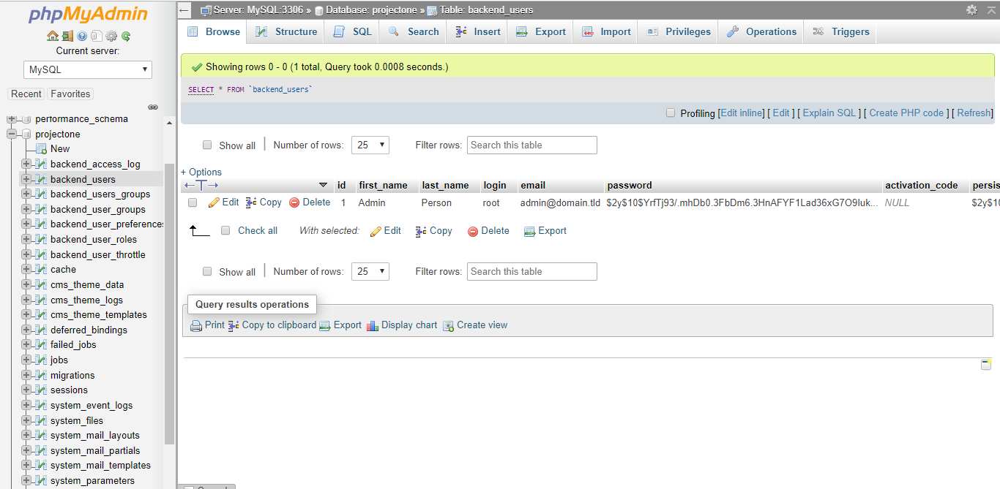 phpMyAdmin
Current server:
MySQL
Recent Favorites
performance_schema
projectone
New
backend_access_log
backend_users
backend_users_groups
backend_user_groups
backend_user_preferences
backend_user_roles
backend_user_throttle
cache
cms_theme_data
cms_theme_logs
cms_theme_templates
deferred_bindings
failed_jobs
jobs
migrations
sessions
system_event_logs
system_files
system_mail_layouts
system_mail_partials
system_mail_templates
system_parameters
Server: MySQL:3306 » Database: projectone » Table: backend_users
Browse Structure SQL Search Insert Export Import Privileges Operations Triggers
Showing rows 0 - 0 (1 total, Query took 0.0008 seconds.)
SELECT * FROM `backend_users`
Profiling [Edit inline] [ Edit ] [ Explain SQL ] [ Create PHP code ] [ Refresh]
Show all Number of rows: 25 Filter rows: Search this table
+ Options
←T→ id first_name last_name login email password activation_code persis
Edit Copy Delete 1 Admin Person root admin@domain.tld $2y$10$YrfTj93/.mhDb0.3FbDm6.3HnAFYF1Lad36xG7O9Iuk... NULL $2y$10
Check all With selected: Edit Copy Delete Export
Show all Number of rows: 25 Filter rows: Search this table
Query results operations
Print Copy to clipboard Export Display chart Create view